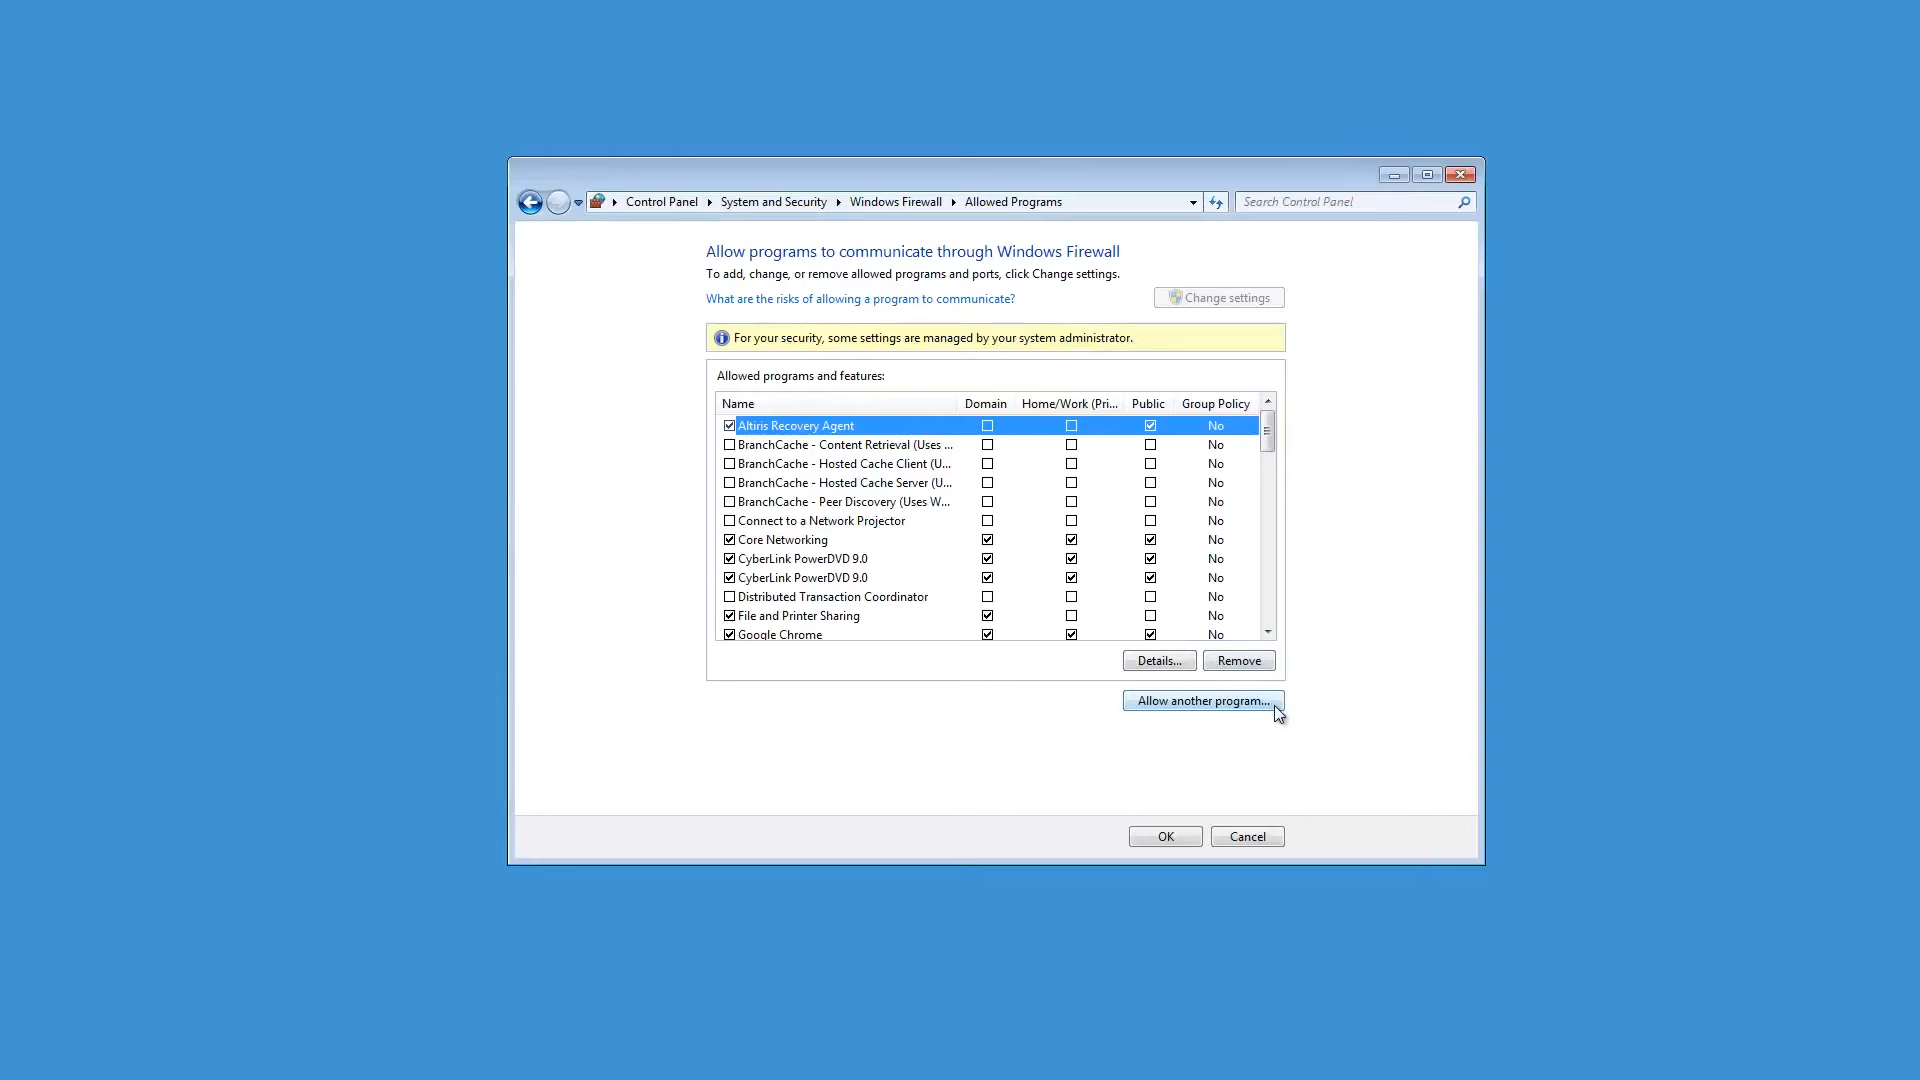 Control Panel System and Security Windows Firewall Allowed Programs Search Control Panel
Allow programs to communicate through Windows Firewall
To add, change, or remove allowed programs and ports, click Change settings.
What are the risks of allowing a program to communicate? Change settings
For your security, some settings are managed by your system administrator.
Allowed programs and features:
Name Domain Home/Work (Pri... Public Group Policy
Altiris Recovery Agent No
BranchCache - Content Retrieval (Uses ... No
BranchCache - Hosted Cache Client (U... No
BranchCache - Hosted Cache Server (U... No
BranchCache - Peer Discovery (Uses W... No
Connect to a Network Projector No
Core Networking No
CyberLink PowerDVD 9.0 No
CyberLink PowerDVD 9.0 No
Distributed Transaction Coordinator No
File and Printer Sharing No
Google Chrome No
Details... Remove
Allow another program...
OK Cancel